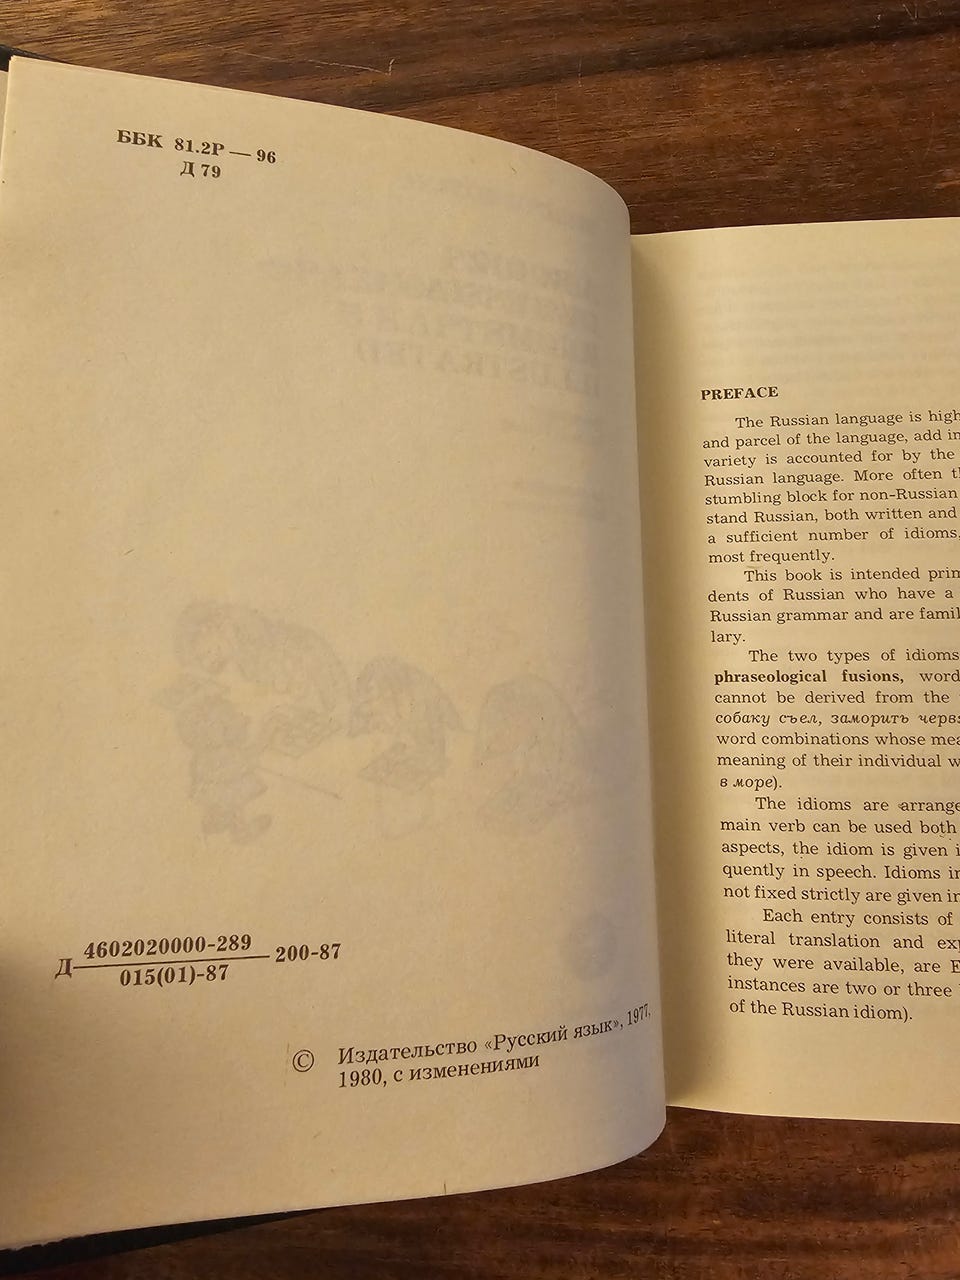 ББК 81.2Р — 96
Д 79
Д 4602020000-289 200-87
015(01)-87
© Издательство «Русский язык», 1977,
1980, с изменениями
PREFACE
The Russian language is high
and parcel of the language, add in
variety is accounted for by the
Russian language. More often th
stumbling block for non-Russian
stand Russian, both written and
a sufficient number of idioms,
most frequently.
This book is intended prim
dents of Russian who have a
Russian grammar and are famil
lary.
The two types of idioms
phraseological fusions, word
cannot be derived from the
собаку съел, заморить червя
word combinations whose mea
meaning of their individual w
в море).
The idioms are arrange
main verb can be used both
aspects, the idiom is given i
quently in speech. Idioms in
not fixed strictly are given in
Each entry consists of
literal translation and exp
they were available, are E
instances are two or three
of the Russian idiom).